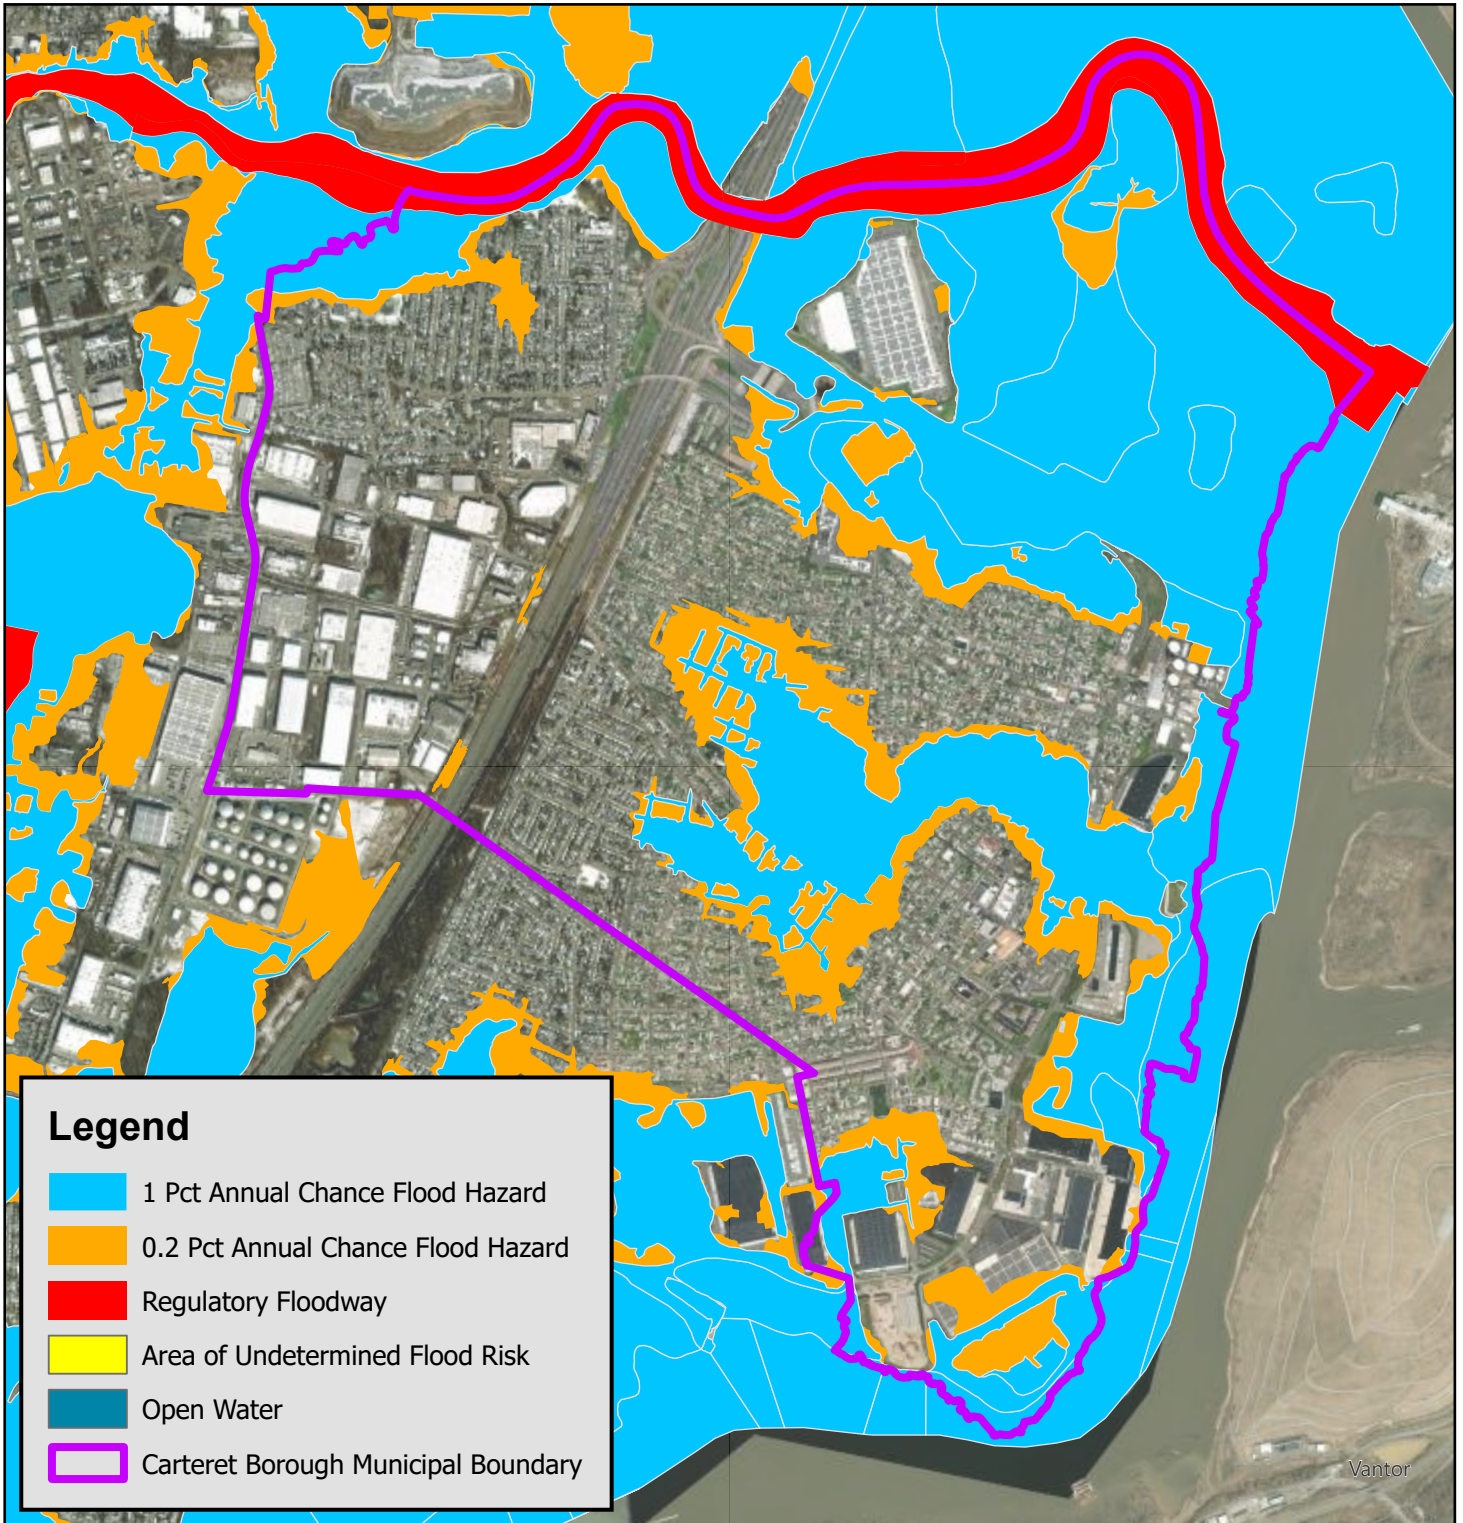 Legend
1 Pct Annual Chance Flood Hazard
0.2 Pct Annual Chance Flood Hazard
Regulatory Floodway
Area of Undetermined Flood Risk
Open Water
Carteret Borough Municipal Boundary
Vantor